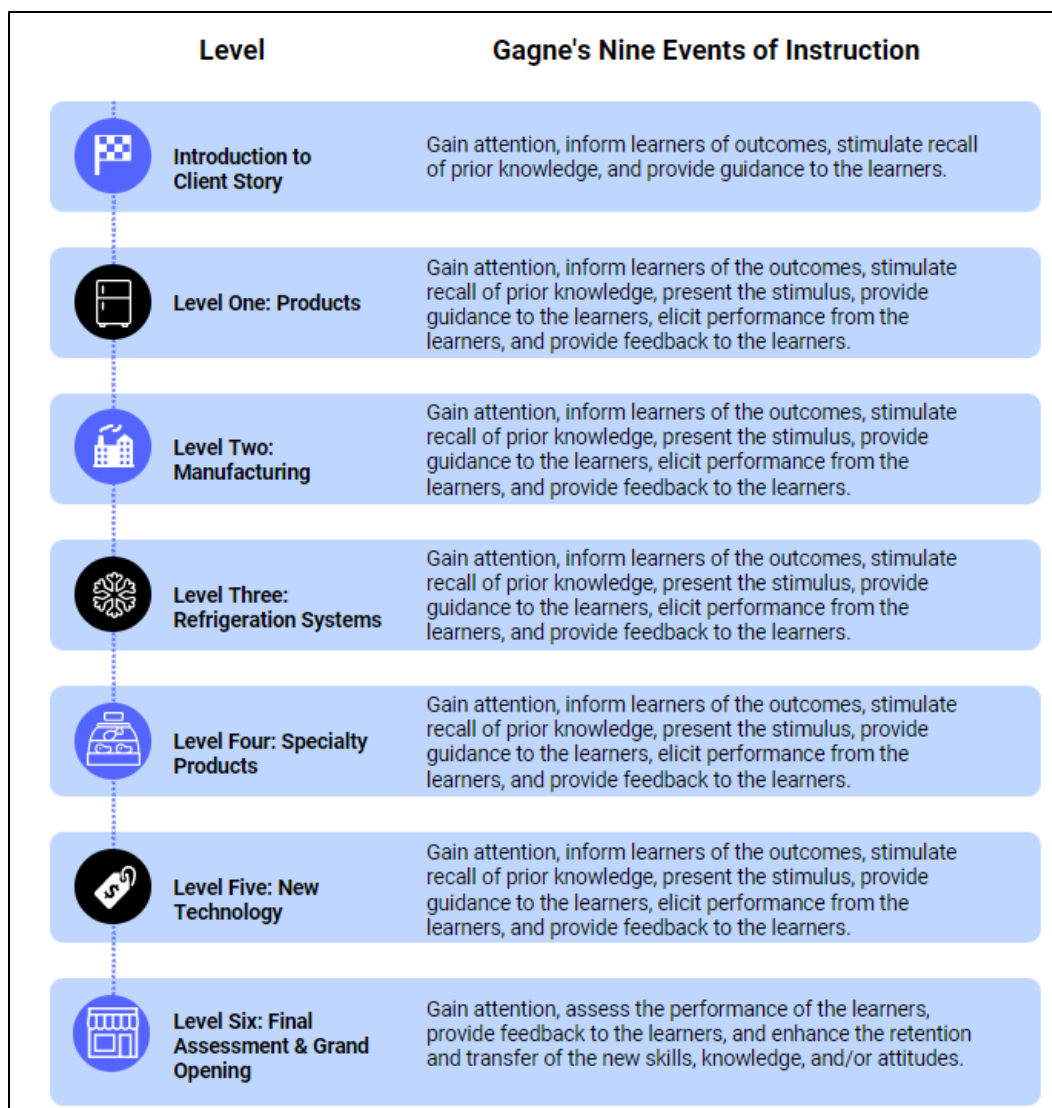 Level
Gagne's Nine Events of Instruction
Introduction to
Client Story
Gain attention, inform learners of outcomes, stimulate recall
of prior knowledge, and provide guidance to the learners.
Level One: Products
Gain attention, inform learners of the outcomes, stimulate
recall of prior knowledge, present the stimulus, provide
guidance to the learners, elicit performance from the
learners, and provide feedback to the learners.
Level Two:
Manufacturing
Gain attention, inform learners of the outcomes, stimulate
recall of prior knowledge, present the stimulus, provide
guidance to the learners, elicit performance from the
learners, and provide feedback to the learners.
Level Three:
Refrigeration Systems
Gain attention, inform learners of the outcomes, stimulate
recall of prior knowledge, present the stimulus, provide
guidance to the learners, elicit performance from the
learners, and provide feedback to the learners.
Level Four: Specialty
Products
Gain attention, inform learners of the outcomes, stimulate
recall of prior knowledge, present the stimulus, provide
guidance to the learners, elicit performance from the
learners, and provide feedback to the learners.
Level Five: New
Technology
Gain attention, inform learners of the outcomes, stimulate
recall of prior knowledge, present the stimulus, provide
guidance to the learners, elicit performance from the
learners, and provide feedback to the learners.
Level Six: Final
Assessment & Grand
Opening
Gain attention, assess the performance of the learners,
provide feedback to the learners, and enhance the retention
and transfer of the new skills, knowledge, and/or attitudes.